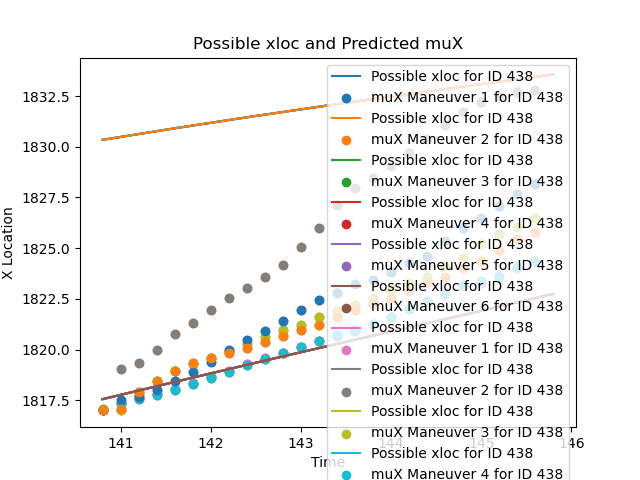 Possible xloc and Predicted muX
X Location
1832.5
1830.0
1827.5
1825.0
1822.5
1820.0
1817.5
Possible xloc for ID 438
muX Maneuver 1 for ID 438
Possible xloc for ID 438
muX Maneuver 2 for ID 438
Possible xloc for ID 438
muX Maneuver 3 for ID 438
Possible xloc for ID 438
muX Maneuver 4 for ID 438
Possible xloc for ID 438
muX Maneuver 5 for ID 438
Possible xloc for ID 438
muX Maneuver 6 for ID 438
Possible xloc for ID 438
muX Maneuver 1 for ID 438
Possible xloc for ID 438
muX Maneuver 2 for ID 438
Possible xloc for ID 438
muX Maneuver 3 for ID 438
Possible xloc for ID 438
muX Maneuver 4 for ID 438
141 142 143 144 145 146
Time